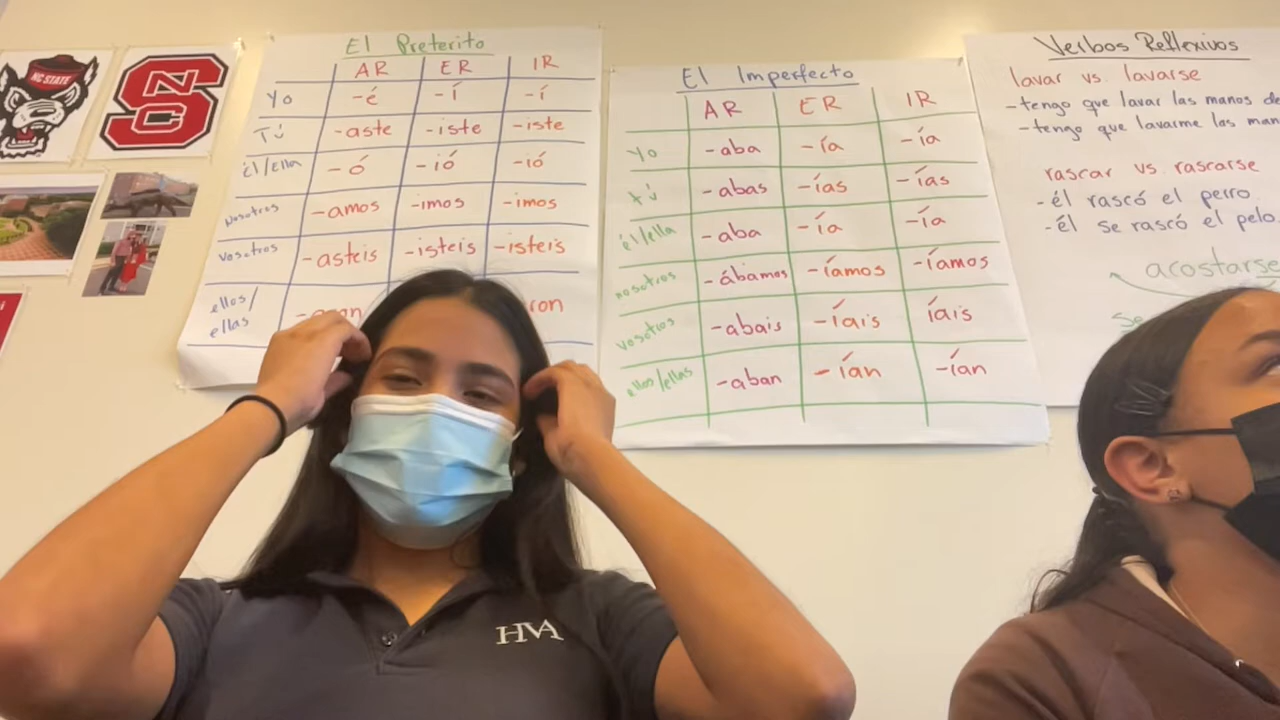 NC STATE
NCS
El Preterito
AR ER IR
Yo -é -í -í
Tú -aste -iste -iste
Él/Ella -ó -ió -ió
Nosotros -amos -imos -imos
Vosotros -asteis -isteis -isteis
ellos/
ellas
El Imperfecto
AR ER IR
yo -aba -ía -ía
tú -abas -ías -ías
él/ella -aba -ía -ía
nosotros -ábamos -íamos -íamos
vosotros -abais -íais íais
ellos/ellas -aban -ían -ían
Verbos Reflexivos
lavar vs. lavarse
-tengo que lavar las manos de
-tengo que lavarme las
rascar vs. rascarse
-él rascó el perro
-él se rascó el pelo
acostarse
Se
HVA